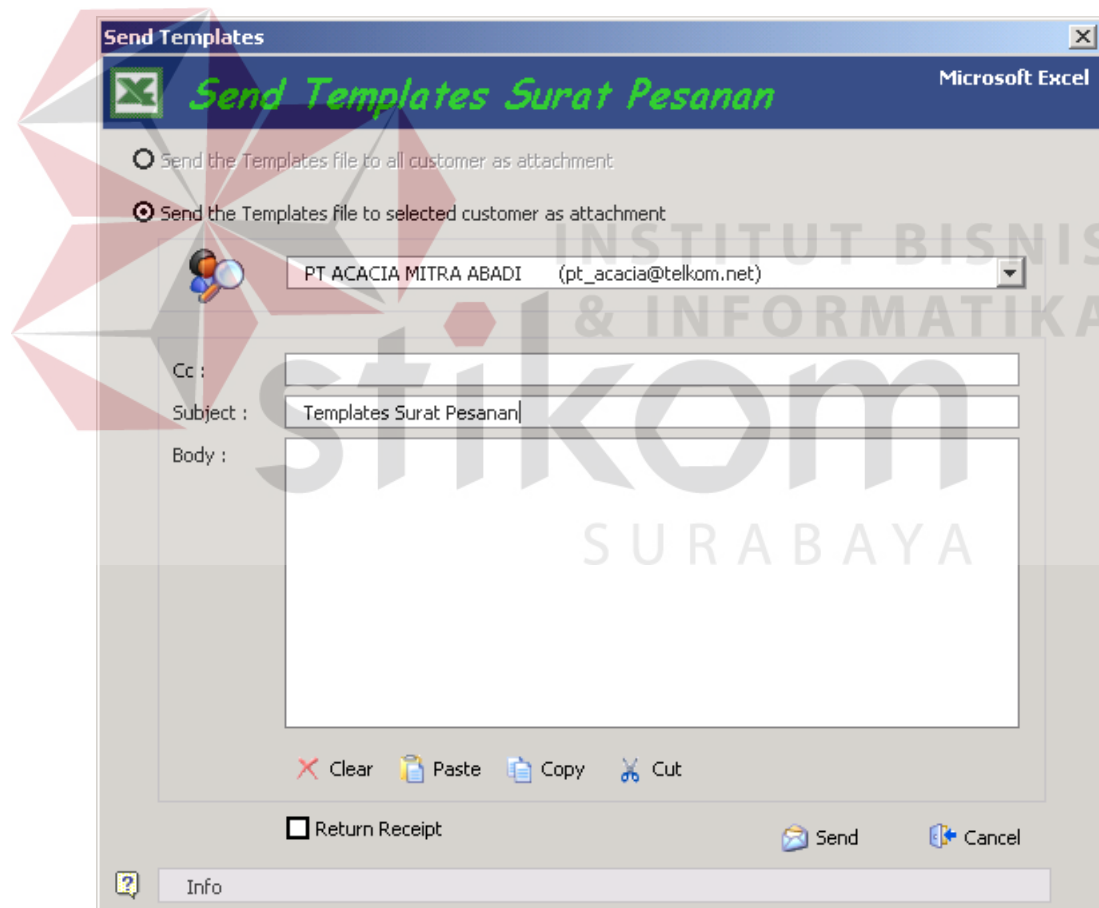 Send Templates
Send Templates Surat Pesanan
Microsoft Excel
Send the Templates file to all customer as attachment
Send the Templates file to selected customer as attachment
INSTITUT BISNIS
PT ACACIA MITRA ABADI (pt_acacia@telkom.net)
& INFORMATIKA
stikom
SURABAYA
Cc :
Subject : Templates Surat Pesanan
Body :
Clear Paste Copy Cut
Return Receipt
Send Cancel
Info